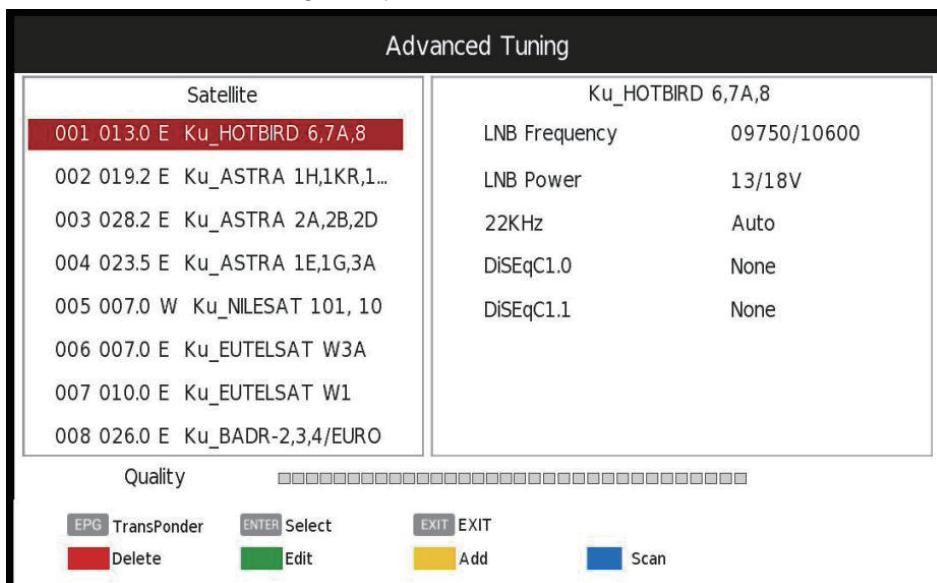 Advanced Tuning
Satellite
001 013.0 E Ku_HOTBIRD 6,7A,8
002 019.2 E Ku_ASTRA 1H,1KR,1...
003 028.2 E Ku_ASTRA 2A,2B,2D
004 023.5 E Ku_ASTRA 1E,1G,3A
005 007.0 W Ku_NILESAT 101, 10
006 007.0 E Ku_EUTELSAT W3A
007 010.0 E Ku_EUTELSAT W1
008 026.0 E Ku_BADR-2,3,4/EURO
Ku_HOTBIRD 6,7A,8
LNB Frequency 09750/10600
LNB Power 13/18V
22KHz Auto
DiSEqC1.0 None
DiSEqC1.1 None
Quality
EPG TransPonder ENTER Select EXIT EXIT
Delete Edit Add Scan